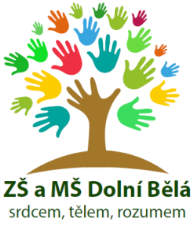 ZŠ a MŠ Dolní Bělá
srdcem, tělem, rozumem